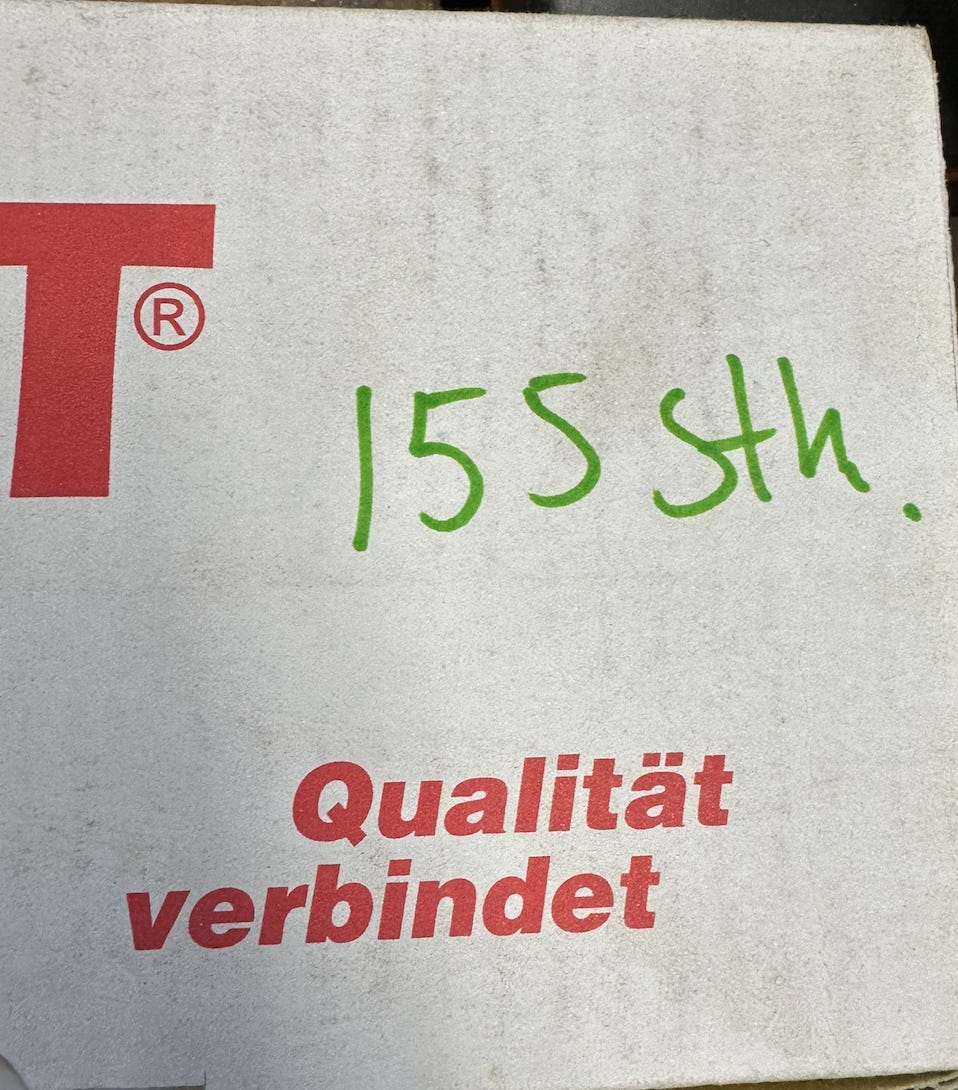 T®
155 Stk.
Qualität
verbindet